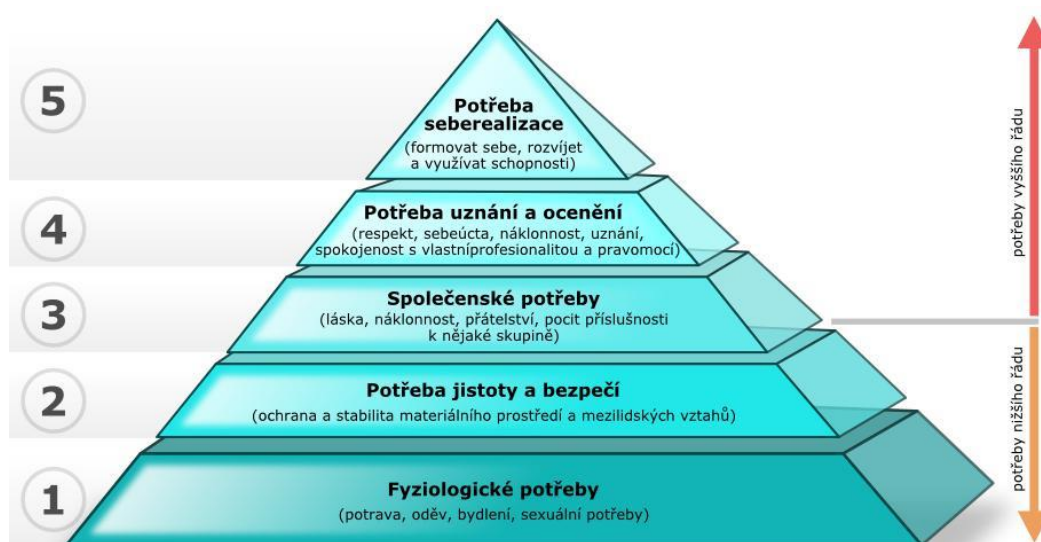 5
Potřeba
seberealizace
(formovat sebe, rozvíjet
a využívat schopnosti)
4
Potřeba uznání a ocenění
(respekt, sebeúcta, náklonnost, uznání,
spokojenost s vlastníprofesionalitou a pravomocí)
3
Společenské potřeby
(láska, náklonnost, přátelství, pocit příslušnosti
k nějaké skupině)
2
Potřeba jistoty a bezpečí
(ochrana a stabilita materiálního prostředí a mezilidských vztahů)
1
Fyziologické potřeby
(potrava, oděv, bydlení, sexuální potřeby)
potřeby vyššího řádu
potřeby nižšího řádu